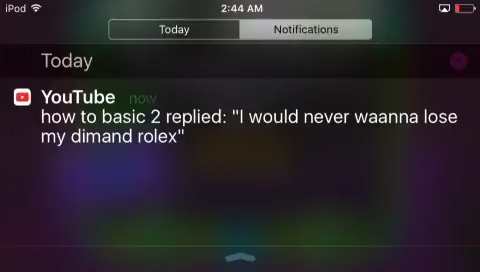 iPod 2:44 AM
Today Notifications
Today
YouTube now
how to basic 2 replied: "I would never waanna lose
my dimand rolex"